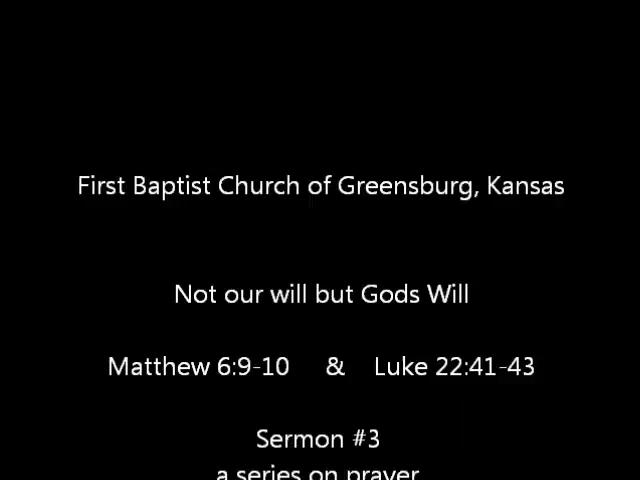 First Baptist Church of Greensburg, Kansas
Not our will but Gods Will
Matthew 6:9-10 & Luke 22:41-43
Sermon #3
a series on prayer